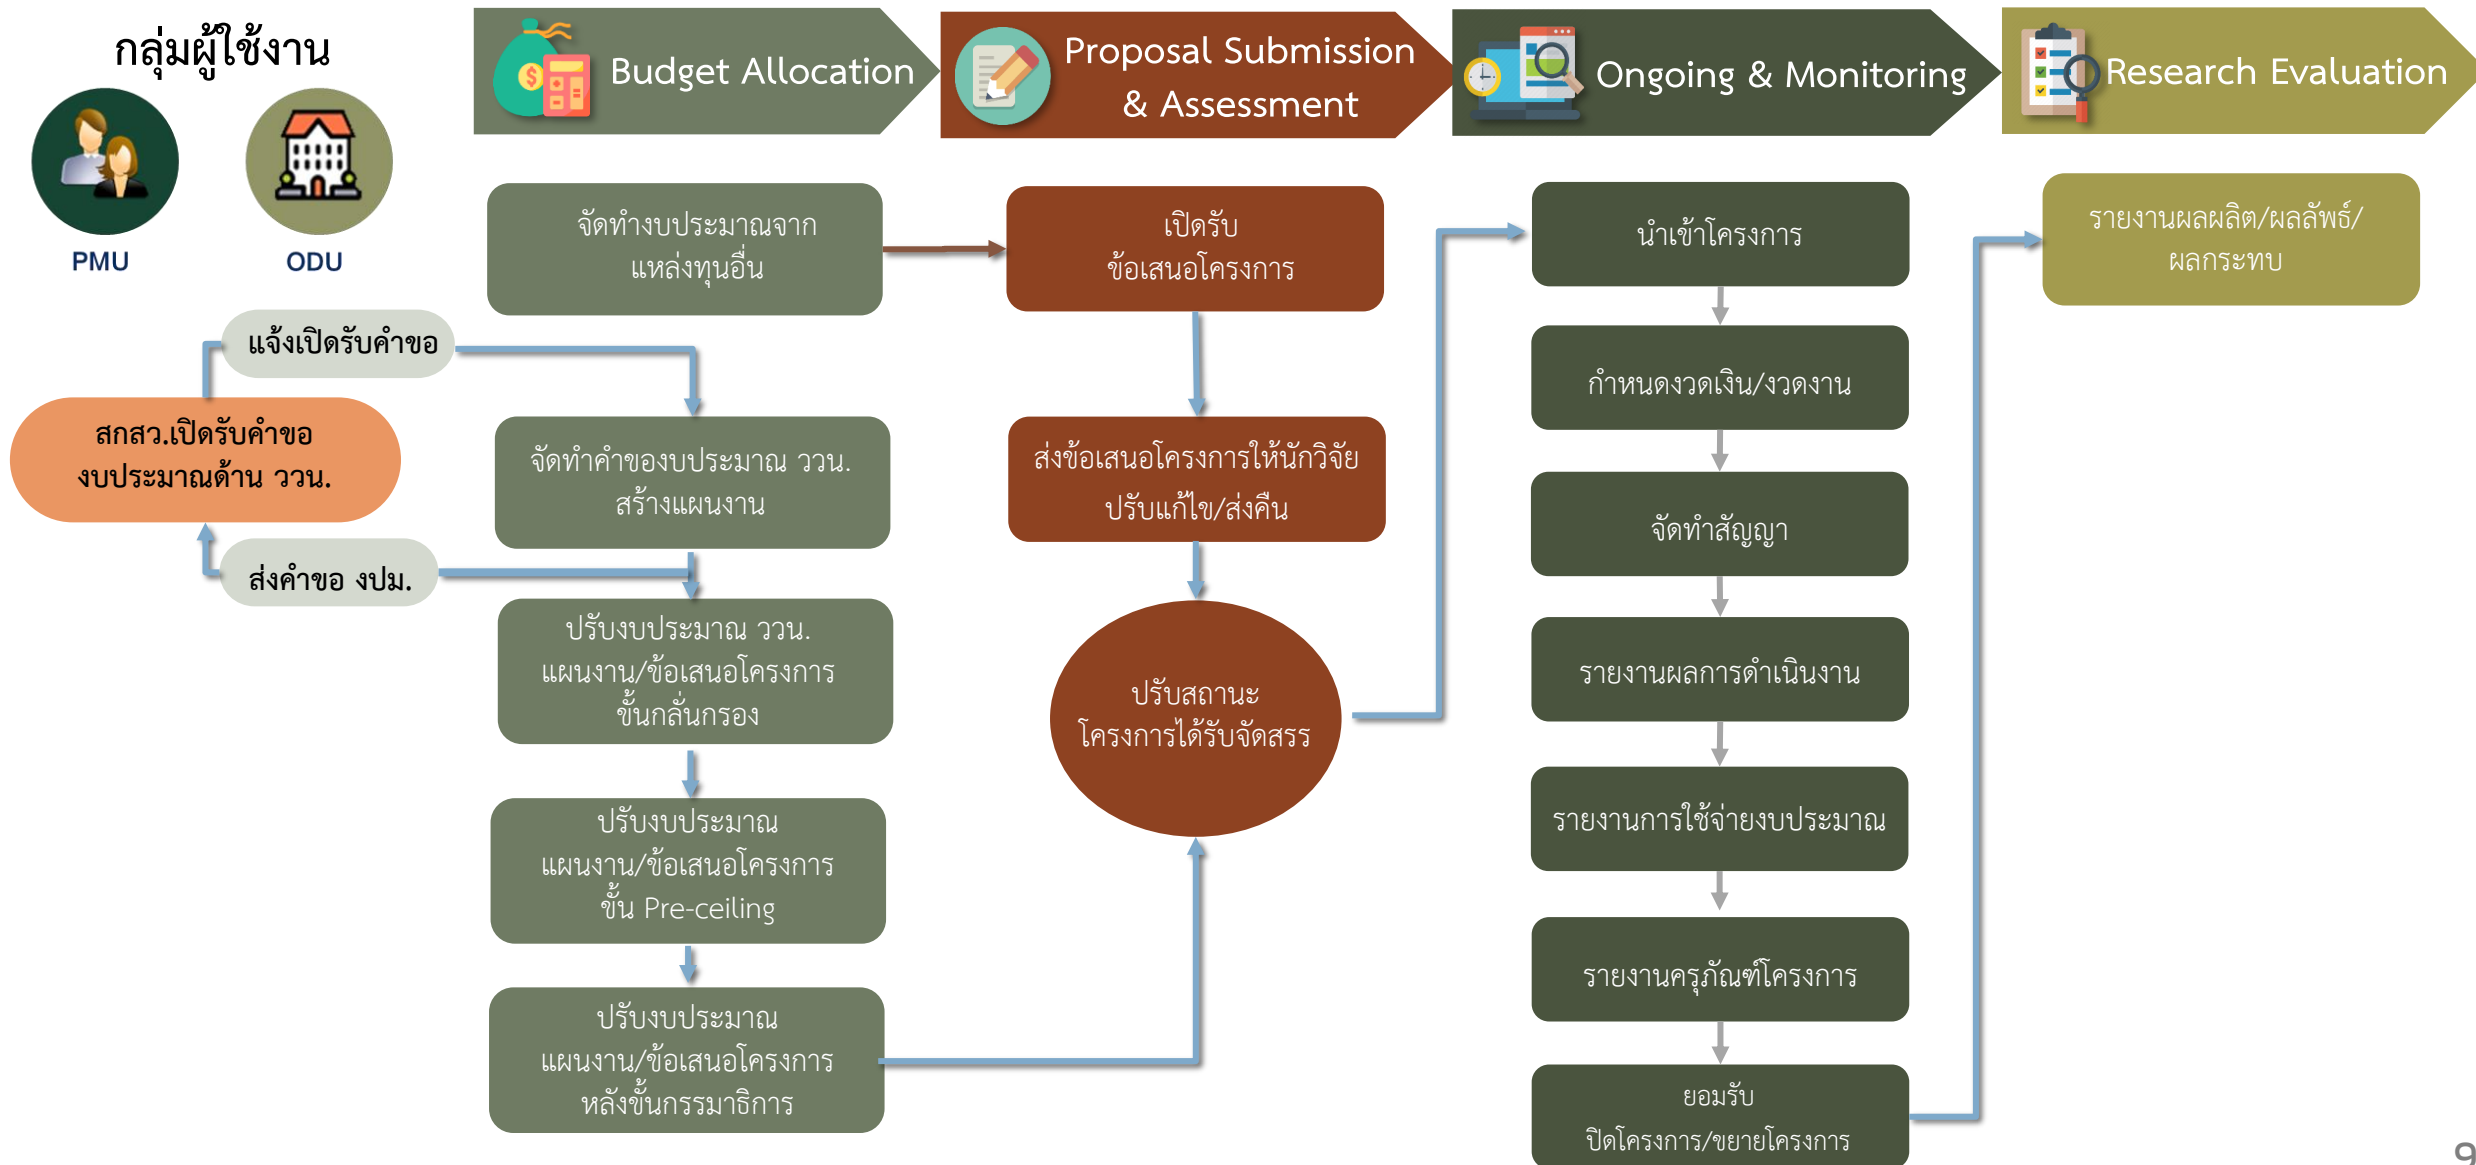 กลุ่มผู้ใช้งาน
PMU
ODU
Budget Allocation
Proposal Submission
& Assessment
Ongoing & Monitoring
Research Evaluation
แจ้งเปิดรับคำขอ
สกสว.เปิดรับคำขอ
งบประมาณด้าน ววน.
ส่งคำขอ งปม.
จัดทำงบประมาณจาก
แหล่งทุนอื่น
จัดทำคำของบประมาณ ววน.
สร้างแผนงาน
ปรับงบประมาณ ววน.
แผนงาน/ข้อเสนอโครงการ
ขั้นกลั่นกรอง
ปรับงบประมาณ
แผนงาน/ข้อเสนอโครงการ
ขั้น Pre-ceiling
ปรับงบประมาณ
แผนงาน/ข้อเสนอโครงการ
หลังขั้นกรรมาธิการ
เปิดรับ
ข้อเสนอโครงการ
ส่งข้อเสนอโครงการให้นักวิจัย
ปรับแก้ไข/ส่งคืน
ปรับสถานะ
โครงการได้รับจัดสรร
นำเข้าโครงการ
กำหนดงวดเงิน/งวดงาน
จัดทำสัญญา
รายงานผลการดำเนินงาน
รายงานการใช้จ่ายงบประมาณ
รายงานครุภัณฑ์โครงการ
ยอมรับ
ปิดโครงการ/ขยายโครงการ
รายงานผลผลิต/ผลลัพธ์/
ผลกระทบ
9